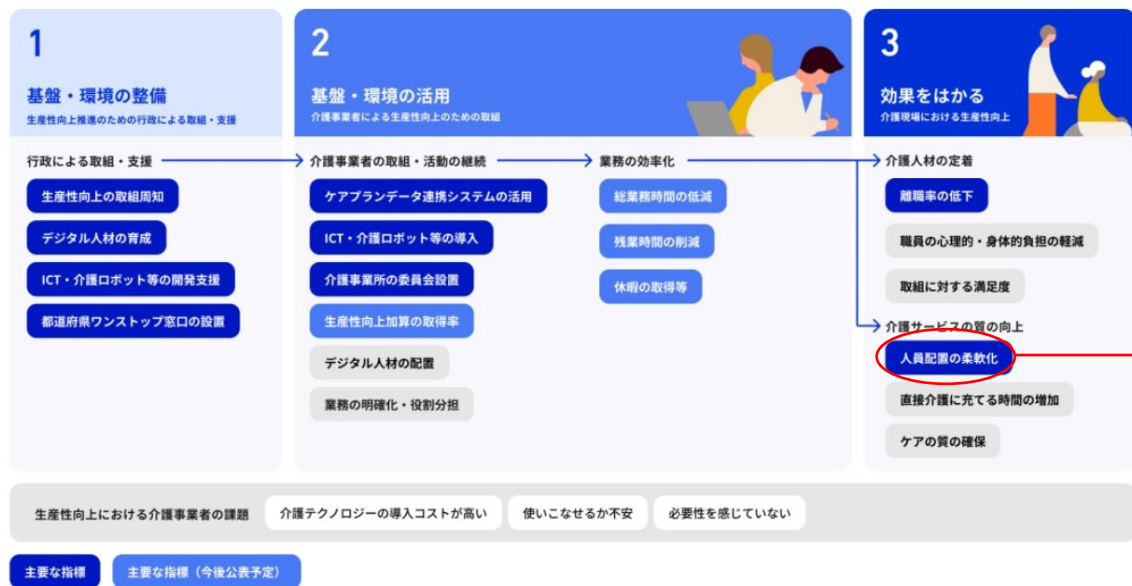 1
基盤・環境の整備
生産性向上推進のための行政による取組・支援
行政による取組・支援
生産性向上の取組周知
デジタル人材の育成
ICT・介護ロボット等の開発支援
都道府県ワンストップ窓口の設置
2
基盤・環境の活用
介護事業者による生産性向上のための取組
介護事業者の取組・活動の継続
ケアプランデータ連携システムの活用
ICT・介護ロボット等の導入
介護事業所の委員会設置
生産性向上加算の取得率
デジタル人材の配置
業務の明確化・役割分担
業務の効率化
総業務時間の低減
残業時間の削減
休暇の取得等
3
効果をはかる
介護現場における生産性向上
介護人材の定着
離職率の低下
職員の心理的・身体的負担の軽減
取組に対する満足度
介護サービスの質の向上
人員配置の柔軟化
直接介護に充てる時間の増加
ケアの質の確保
生産性向上における介護事業者の課題
介護テクノロジーの導入コストが高い
使いこなせるか不安
必要性を感じていない
主要な指標
主要な指標（今後公表予定）